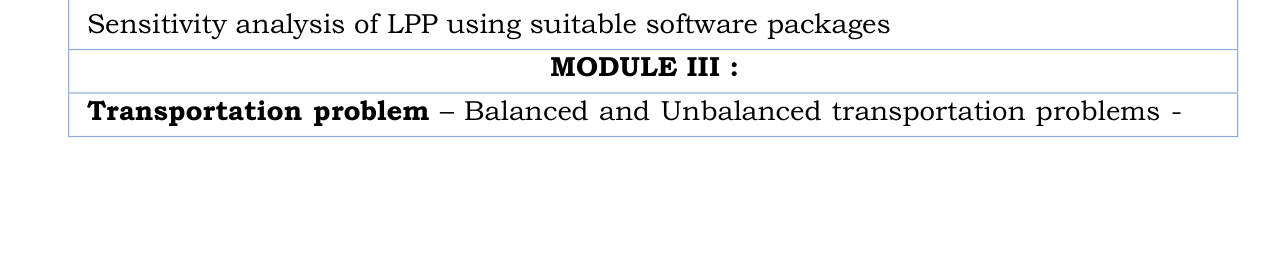 Sensitivity analysis of LPP using suitable software packages
MODULE III :
Transportation problem – Balanced and Unbalanced transportation problems -